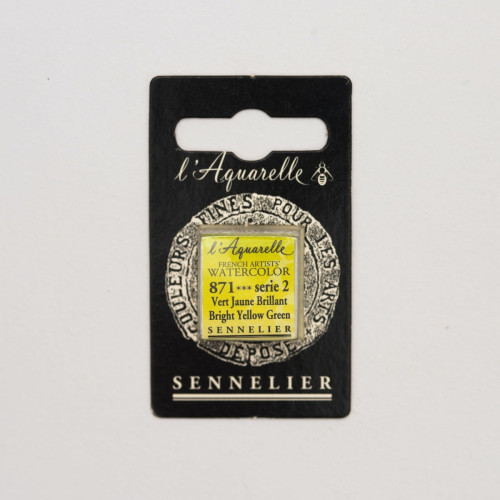 l'Aquarelle
COULEURS FINES POUR LES ARTS
DÉPOSÉ
l'Aquarelle
FRENCH ARTISTS'
WATERCOLOR
871*** serie 2
Vert Jaune Brillant
Bright Yellow Green
SENNELIER
SENNELIER